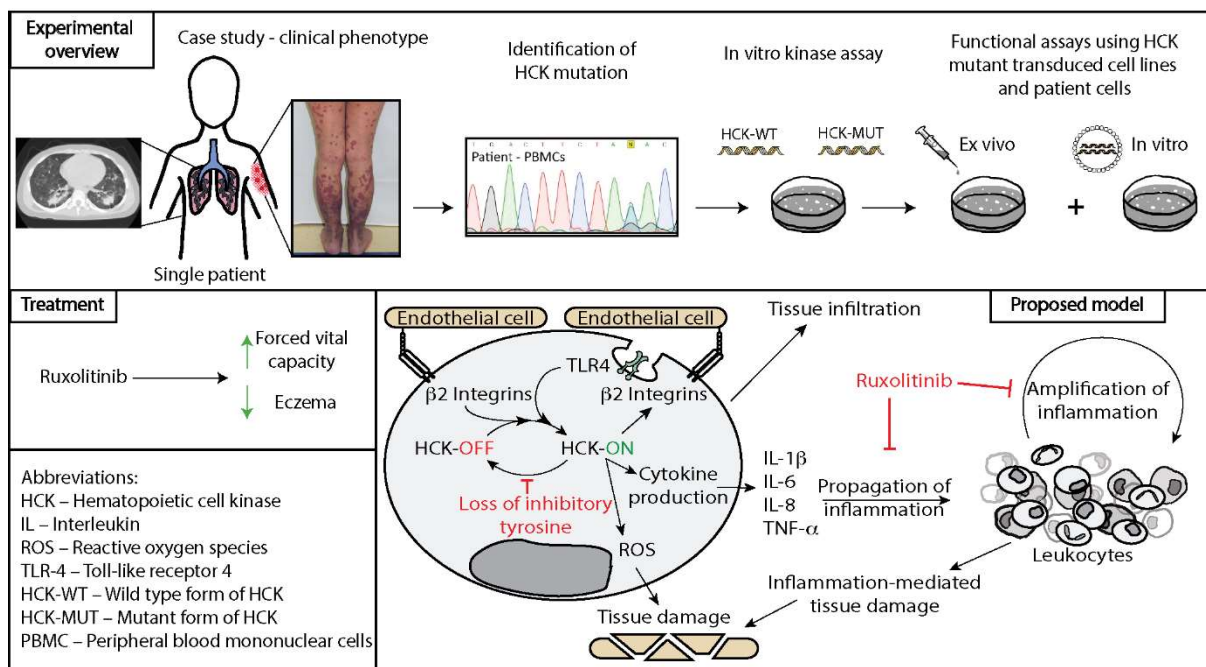 Experimental
overview
Case study - clinical phenotype
Single patient
Identification of
HCK mutation
Patient - PBMCs
In vitro kinase assay
HCK-WT
HCK-MUT
Functional assays using HCK
mutant transduced cell lines
and patient cells
Ex vivo
+
In vitro
Treatment
Ruxolitinib
Forced vital
capacity
Eczema
Abbreviations:
HCK – Hematopoietic cell kinase
IL – Interleukin
ROS – Reactive oxygen species
TLR-4 – Toll-like receptor 4
HCK-WT – Wild type form of HCK
HCK-MUT – Mutant form of HCK
PBMC – Peripheral blood mononuclear cells
Proposed model
Endothelial cell
Endothelial cell
TLR4
β2 Integrins
β2 Integrins
HCK-OFF
HCK-ON
Loss of inhibitory
tyrosine
Cytokine
production
ROS
Tissue damage
Tissue infiltration
IL-1β
IL-6
IL-8
TNF-α
Propagation of
inflammation
Ruxolitinib
Amplification of
inflammation
Leukocytes
Inflammation-mediated
tissue damage